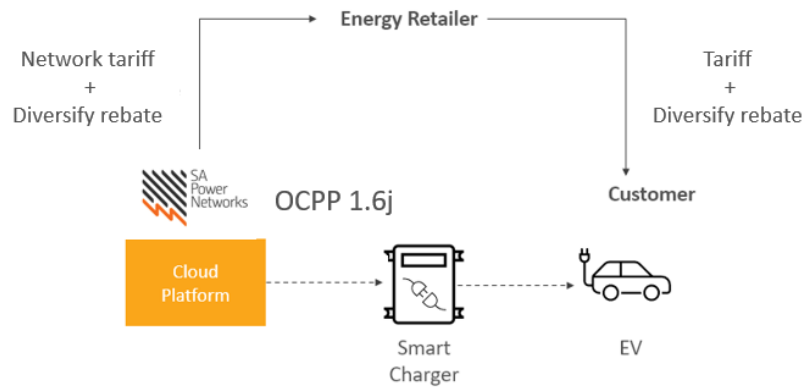 Energy Retailer
Network tariff
+
Diversify rebate
Tariff
+
Diversify rebate
SA
Power
Networks
OCPP 1.6j
Customer
Cloud
Platform
Smart
Charger
EV